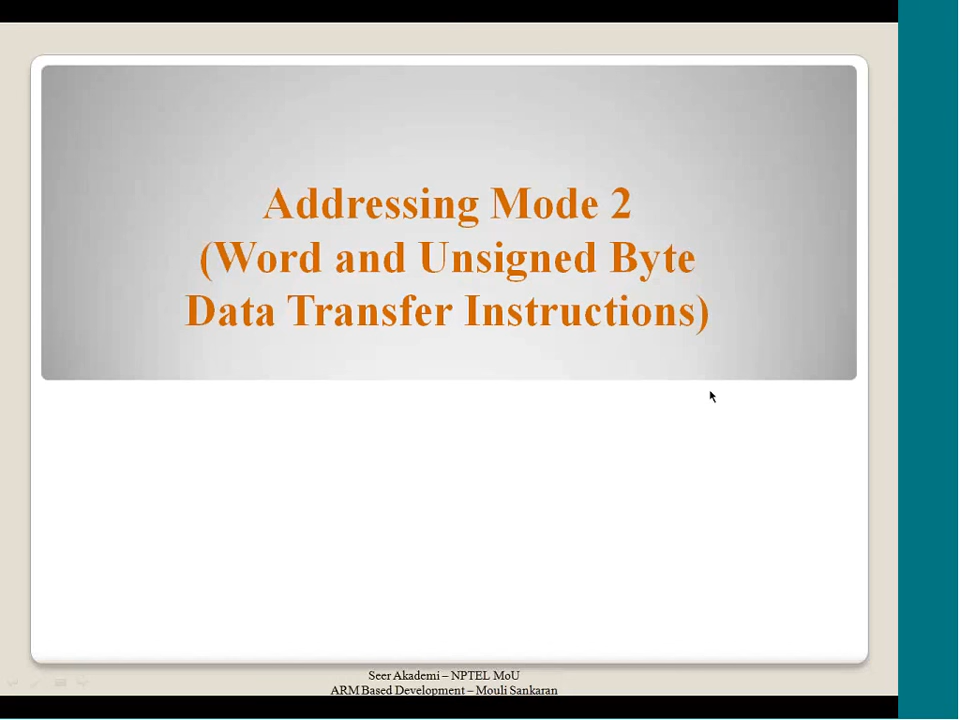 Addressing Mode 2
(Word and Unsigned Byte
Data Transfer Instructions)
Seer Akademi – NPTEL MoU
ARM Based Development – Mouli Sankaran